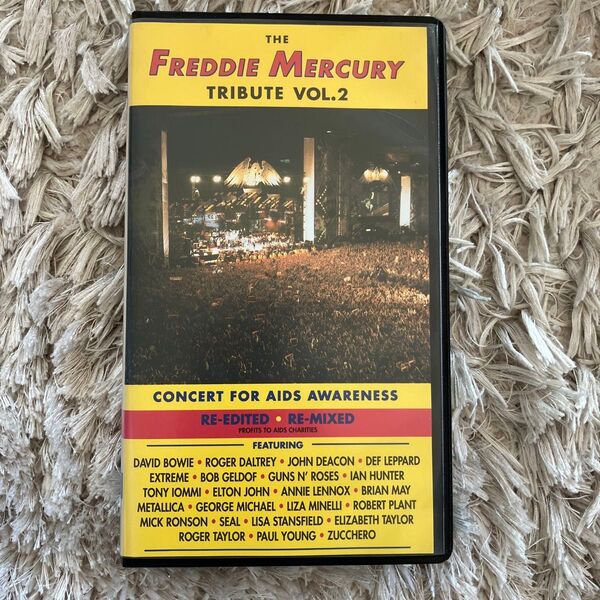 THE
FREDDIE MERCURY
TRIBUTE VOL.2
CONCERT FOR AIDS AWARENESS
RE-EDITED • RE-MIXED
PROFITS TO AIDS CHARITIES
FEATURING
DAVID BOWIE • ROGER DALTREY • JOHN DEACON • DEF LEPPARD
EXTREME • BOB GELDOF • GUNS N' ROSES • IAN HUNTER
TONY IOMMI • ELTON JOHN • ANNIE LENNOX • BRIAN MAY
METALLICA • GEORGE MICHAEL • LIZA MINELLI • ROBERT PLANT
MICK RONSON • SEAL • LISA STANSFIELD • ELIZABETH TAYLOR
ROGER TAYLOR • PAUL YOUNG • ZUCCHERO